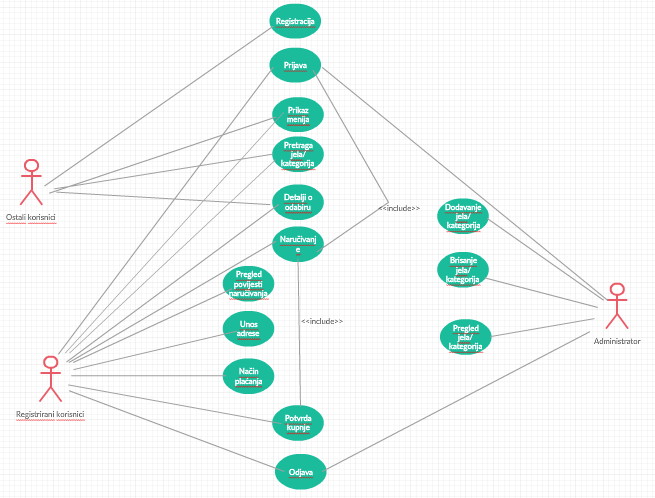 Registracija
Prijava
Prikaz
menija
Pretraga
jela/
kategorija
Ostali korisnici
Detalji o
odabiru
<<include>>
Dodavanje
jela/
kategorija
Naručivanj
e
Brisanje
jela/
kategorija
Pregled
povijesti
naručivanja
Unos
adrese
<<include>>
Pregled
jela/
kategorija
Administrator
Način
plaćanja
Registrirani korisnici
Potvrda
kupnje
Odjava